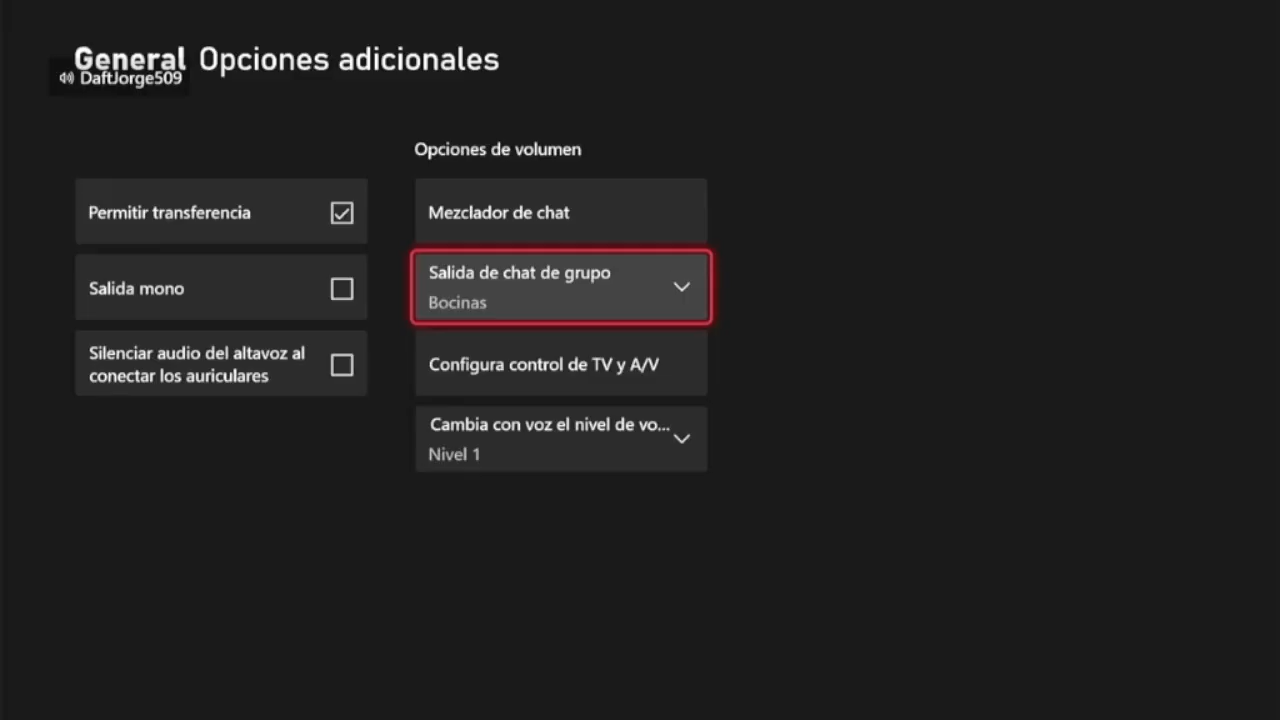 General Opciones adicionales
DaftJorge509
Permitir transferencia
Salida mono
Silenciar audio del altavoz al
conectar los auriculares
Opciones de volumen
Mezclador de chat
Salida de chat de grupo
Bocinas
Configura control de TV y A/V
Cambia con voz el nivel de vo...
Nivel 1